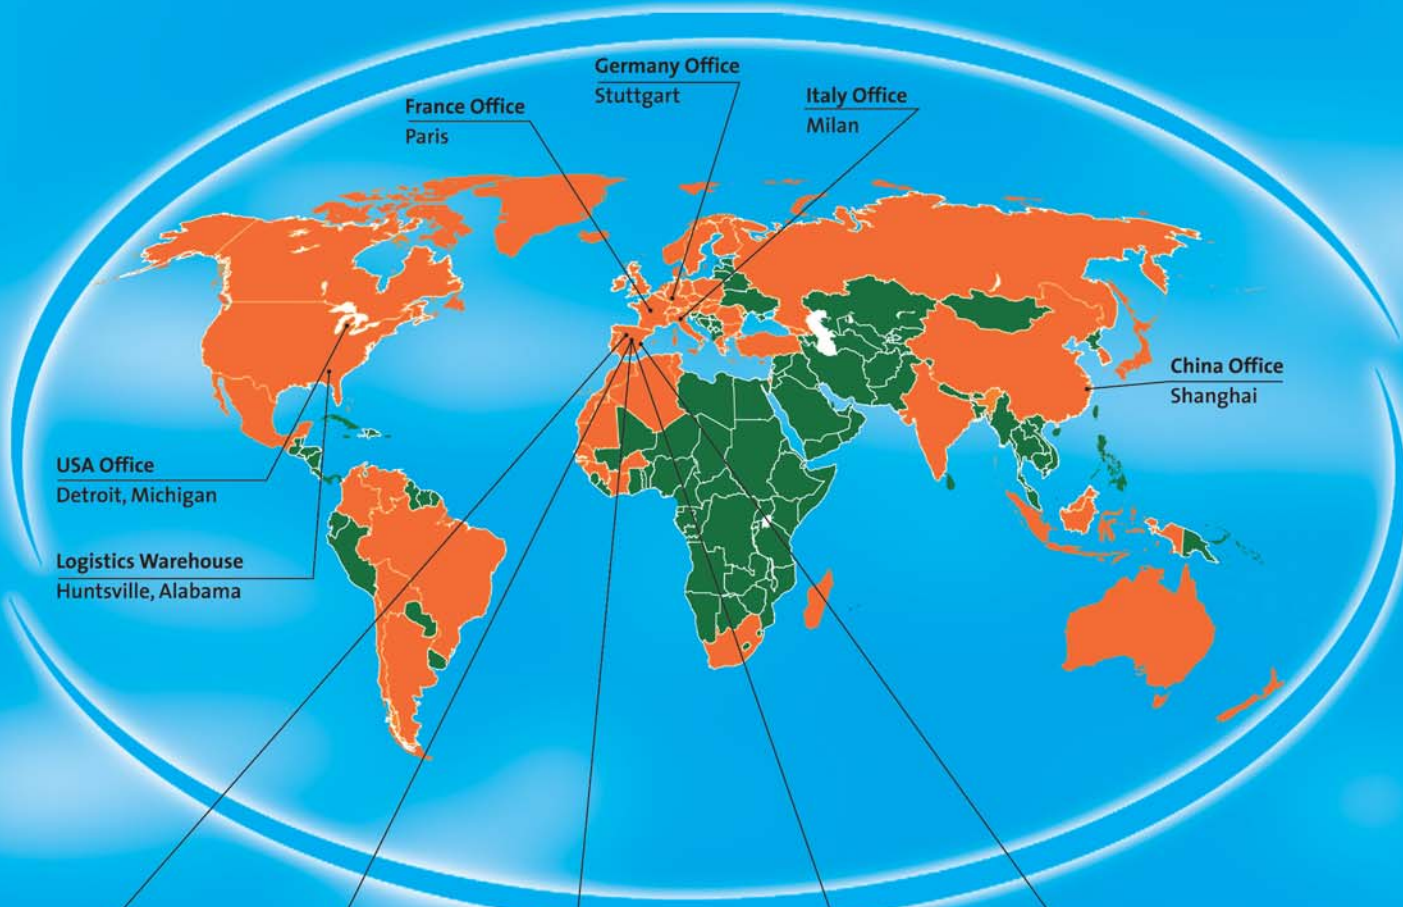 Germany Office
Stuttgart
France Office
Paris
Italy Office
Milan
China Office
Shanghai
USA Office
Detroit, Michigan
Logistics Warehouse
Huntsville, Alabama